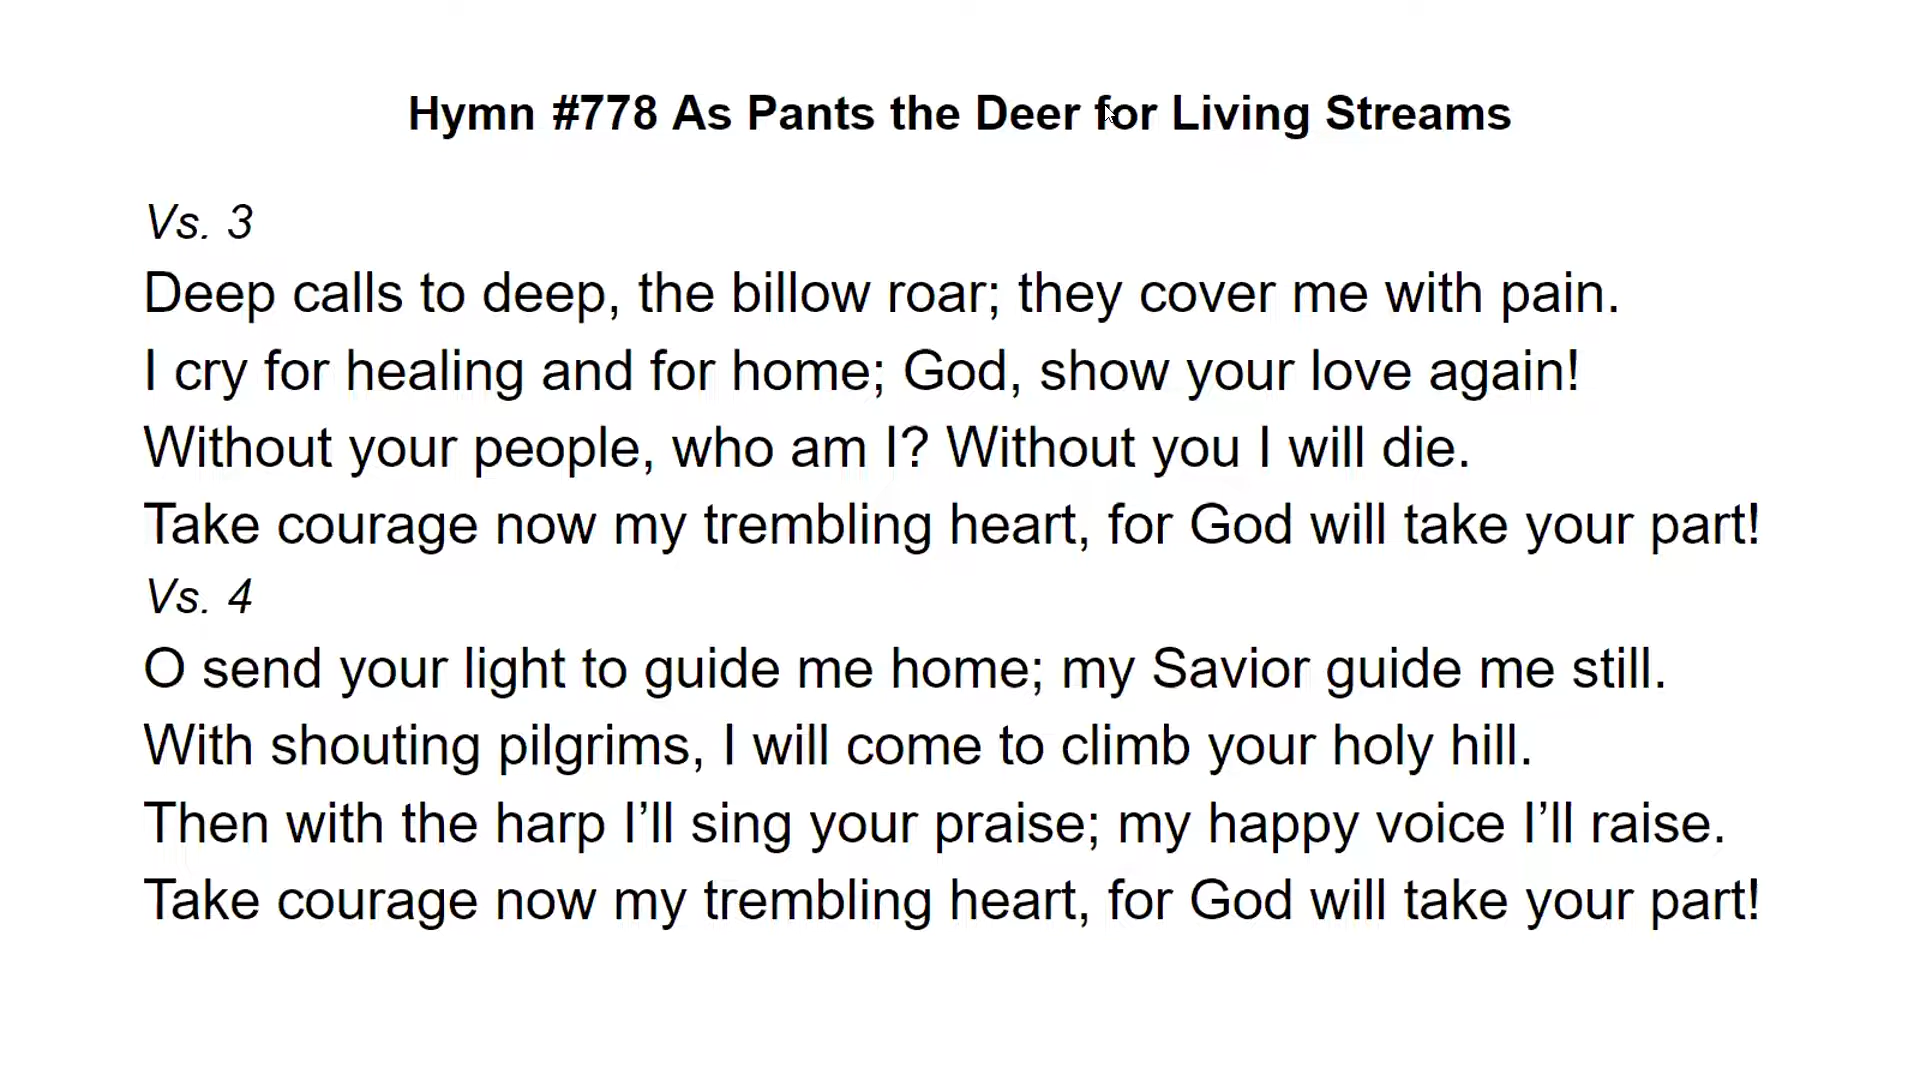 Hymn #778 As Pants the Deer for Living Streams
Vs. 3
Deep calls to deep, the billow roar; they cover me with pain.
I cry for healing and for home; God, show your love again!
Without your people, who am I? Without you I will die.
Take courage now my trembling heart, for God will take your part!
Vs. 4
O send your light to guide me home; my Savior guide me still.
With shouting pilgrims, I will come to climb your holy hill.
Then with the harp I’ll sing your praise; my happy voice I’ll raise.
Take courage now my trembling heart, for God will take your part!